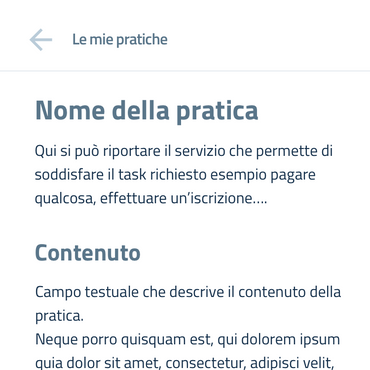 Le mie pratiche
Nome della pratica
Qui si può riportare il servizio che permette di
soddisfare il task richiesto esempio pagare
qualcosa, effettuare un’iscrizione....
Contenuto
Campo testuale che descrive il contenuto della
pratica.
Neque porro quisquam est, qui dolorem ipsum
quia dolor sit amet, consectetur, adipisci velit,